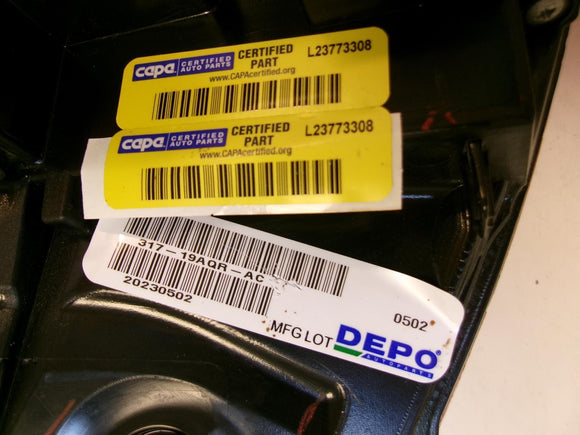 capa. CERTIFIED AUTO PARTS CERTIFIED PART L23773308
www.CAPAcertified.org
capa. CERTIFIED AUTO PARTS CERTIFIED PART L23773308
www.CAPAcertified.org
317-19AQR-AC
20230502
0502
MFG LOT DEPO®
AUTOPARTS